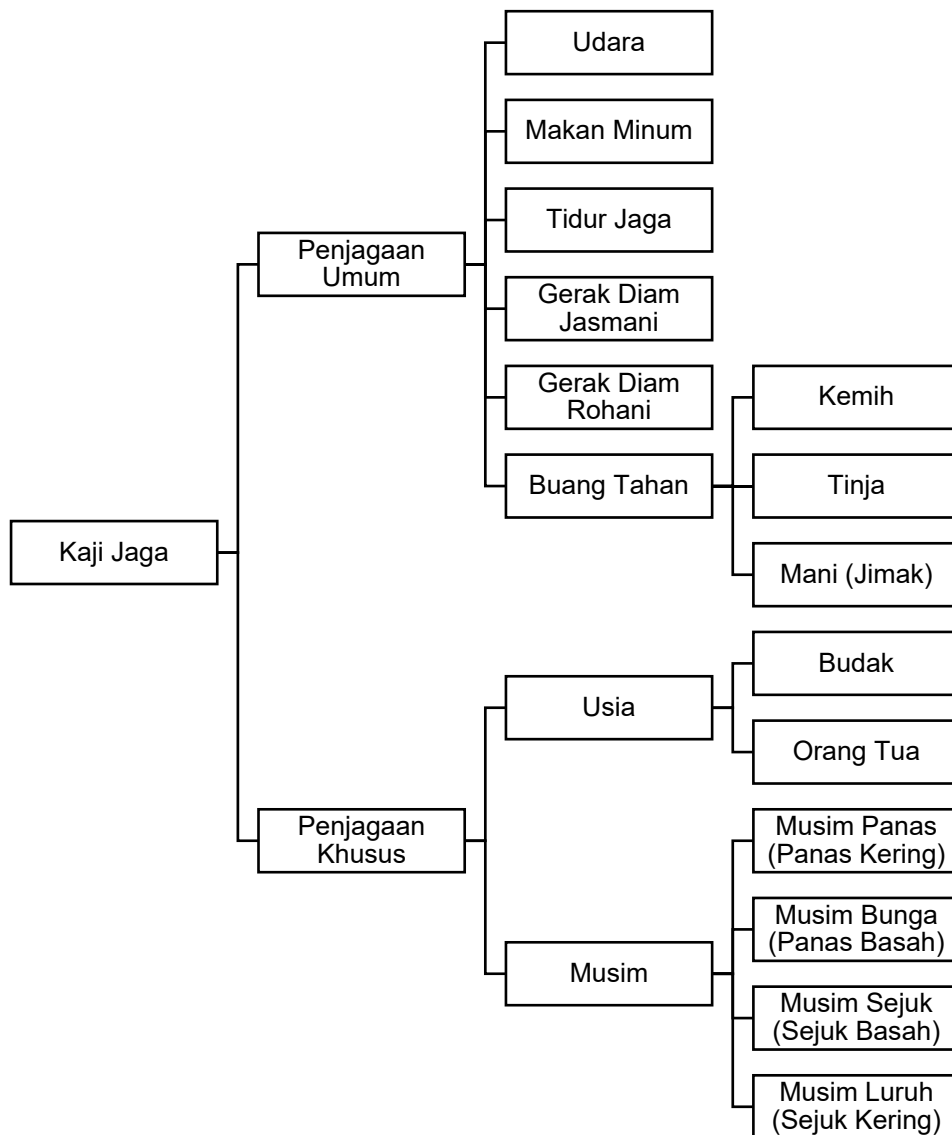 Udara
Makan Minum
Tidur Jaga
Penjagaan
Umum
Gerak Diam
Jasmani
Gerak Diam
Rohani
Kemih
Buang Tahan
Tinja
Kaji Jaga
Mani (Jimak)
Budak
Usia
Orang Tua
Penjagaan
Khusus
Musim Panas
(Panas Kering)
Musim Bunga
(Panas Basah)
Musim
Musim Sejuk
(Sejuk Basah)
Musim Luruh
(Sejuk Kering)